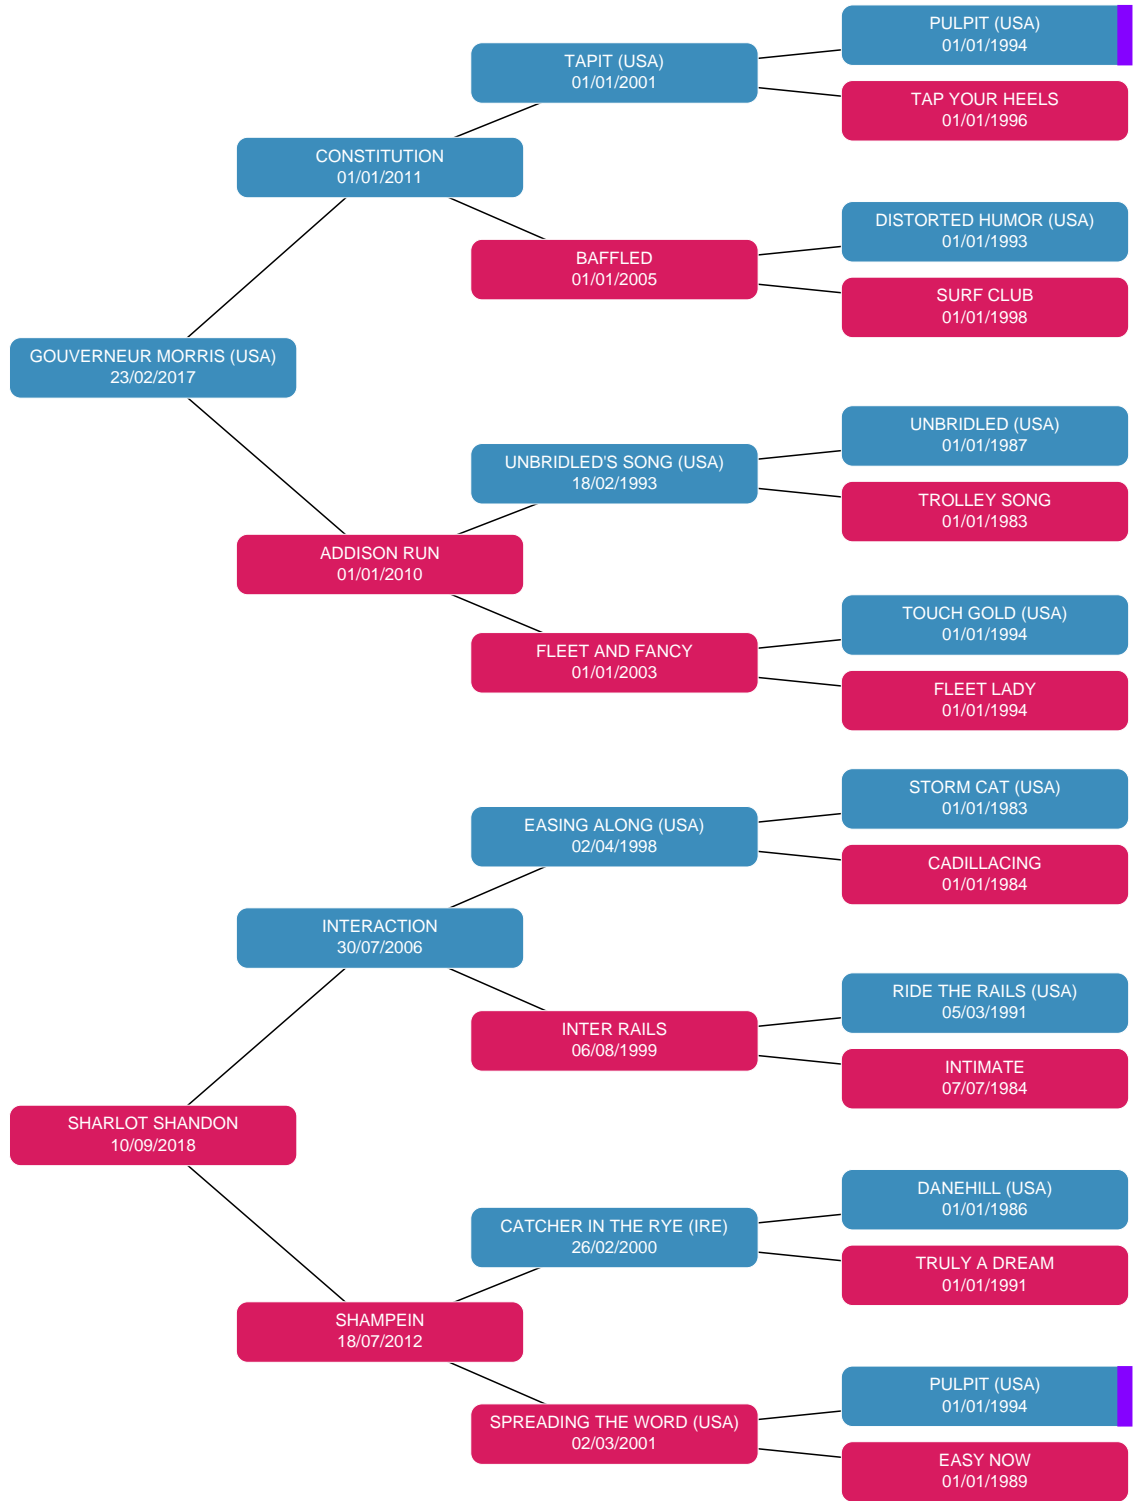 PULPIT (USA)
01/01/1994
TAPIT (USA)
01/01/2001
TAP YOUR HEELS
01/01/1996
CONSTITUTION
01/01/2011
DISTORTED HUMOR (USA)
01/01/1993
BAFFLED
01/01/2005
SURF CLUB
01/01/1998
GOUVERNEUR MORRIS (USA)
23/02/2017
UNBRIDLED (USA)
01/01/1987
UNBRIDLED'S SONG (USA)
18/02/1993
TROLLEY SONG
01/01/1983
ADDISON RUN
01/01/2010
TOUCH GOLD (USA)
01/01/1994
FLEET AND FANCY
01/01/2003
FLEET LADY
01/01/1994
STORM CAT (USA)
01/01/1983
EASING ALONG (USA)
02/04/1998
CADILLACING
01/01/1984
INTERACTION
30/07/2006
RIDE THE RAILS (USA)
05/03/1991
INTER RAILS
06/08/1999
INTIMATE
07/07/1984
SHARLOT SHANDON
10/09/2018
DANEHILL (USA)
01/01/1986
CATCHER IN THE RYE (IRE)
26/02/2000
TRULY A DREAM
01/01/1991
SHAMPEIN
18/07/2012
PULPIT (USA)
01/01/1994
SPREADING THE WORD (USA)
02/03/2001
EASY NOW
01/01/1989